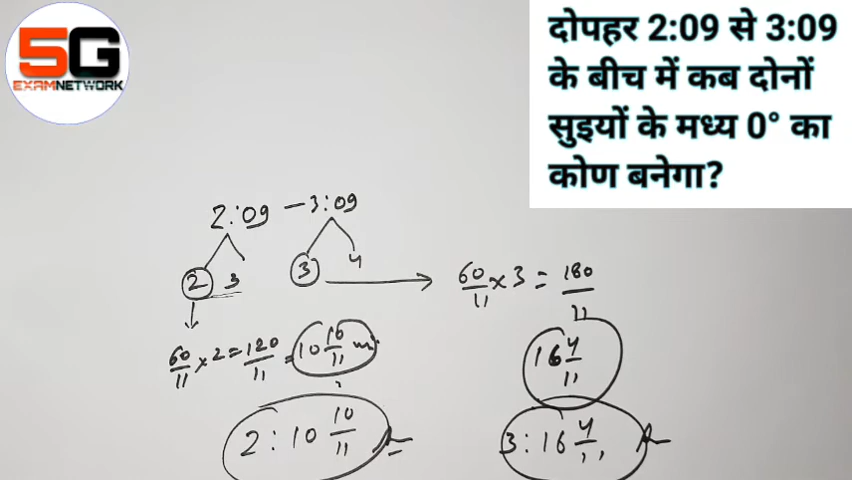 5G
EXAMNETWORK
दोपहर 2:09 से 3:09
के बीच में कब दोनों
सुइयों के मध्य 0° का
कोण बनेगा?
2:09 - 3:09
2 3
3 4
60/11 × 3 = 180/11
60/11 × 2 = 120/11 = 10 10/11 mi
16 4/11
2:10 10/11
3:16 4/11